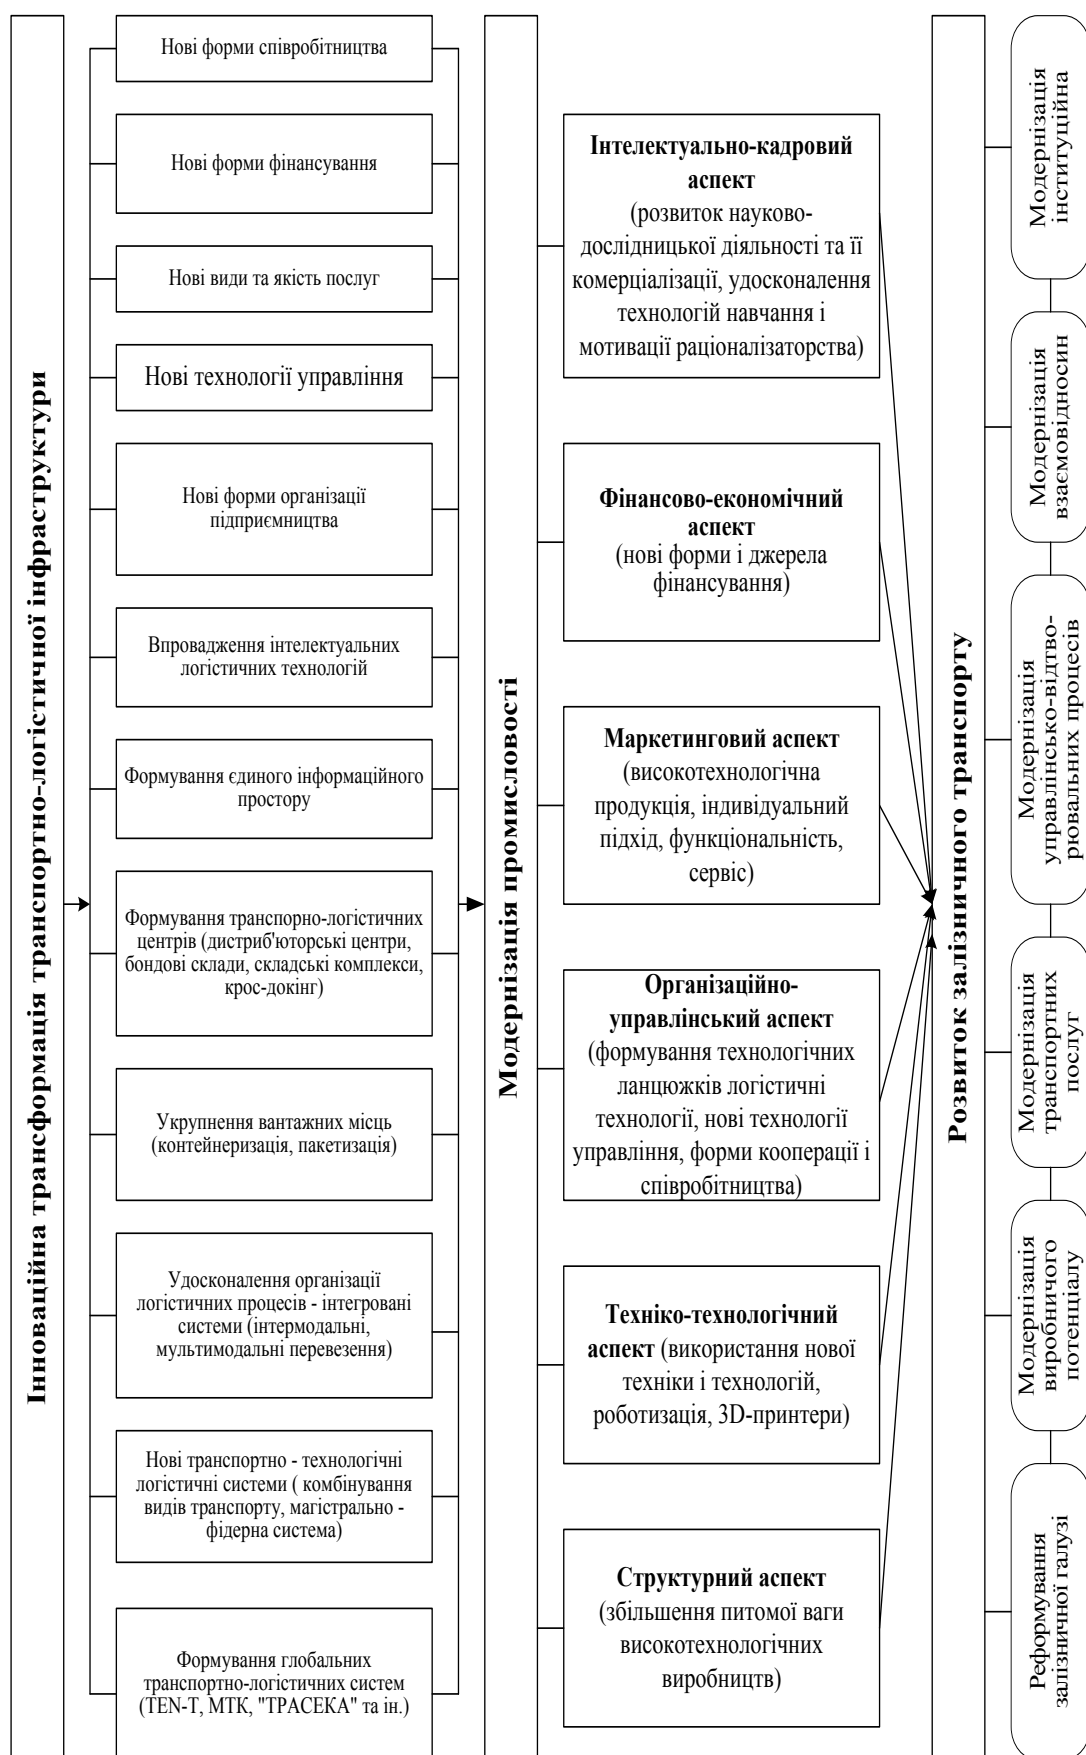 Інноваційна трансформація транспортно-логістичної інфраструктури
Нові форми співробітництва
Нові форми фінансування
Нові види та якість послуг
Нові технології управління
Нові форми організації
підприємництва
Впровадження інтелектуальних
логістичних технологій
Формування єдиного інформаційного
простору
Формування транспорно-логістичних
центрів (дистриб'юторські центри,
бондові склади, складські комплекси,
крос-докінг)
Укрупнення вантажних місць
(контейнеризація, пакетизація)
Удосконалення організації
логістичних процесів - інтегровані
системи (інтермодальні,
мультимодальні перевезення)
Нові транспортно - технологічні
логістичні системи ( комбінування
видів транспорту, магістрально -
фідерна система)
Формування глобальних
транспортно-логістичних систем
(TEN-T, МТК, "ТРАСЕКА" та ін.)
Модернізація промисловості
Інтелектуально-кадровий
аспект
(розвиток науково-
дослідницької діяльності та її
комерціалізації, удосконалення
технологій навчання і
мотивації раціоналізаторства)
Фінансово-економічний
аспект
(нові форми і джерела
фінансування)
Маркетинговий аспект
(високотехнологічна
продукція, індивідуальний
підхід, функціональність,
сервіс)
Організаційно-
управлінський аспект
(формування технологічних
ланцюжків логістичні
технології, нові технології
управління, форми кооперації і
співробітництва)
Техніко-технологічний
аспект (використання нової
техніки і технологій,
роботизація, 3D-принтери)
Структурний аспект
(збільшення питомої ваги
високотехнологічних
виробництв)
Розвиток залізничного транспорту
Модернізація
інституційна
Модернізація
взаємовідносин
Модернізація
управлінсько-відтво-
рювальних процесів
Модернізація
транспортних
послуг
Модернізація
виробничого
потенціалу
Реформування
залізничної галузі